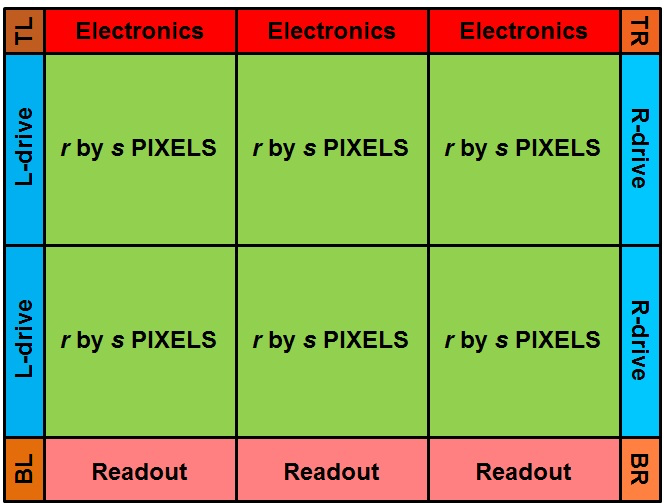 TL Electronics Electronics Electronics TR
L-drive r by s PIXELS r by s PIXELS r by s PIXELS R-drive
L-drive r by s PIXELS r by s PIXELS r by s PIXELS R-drive
BL Readout Readout Readout BR